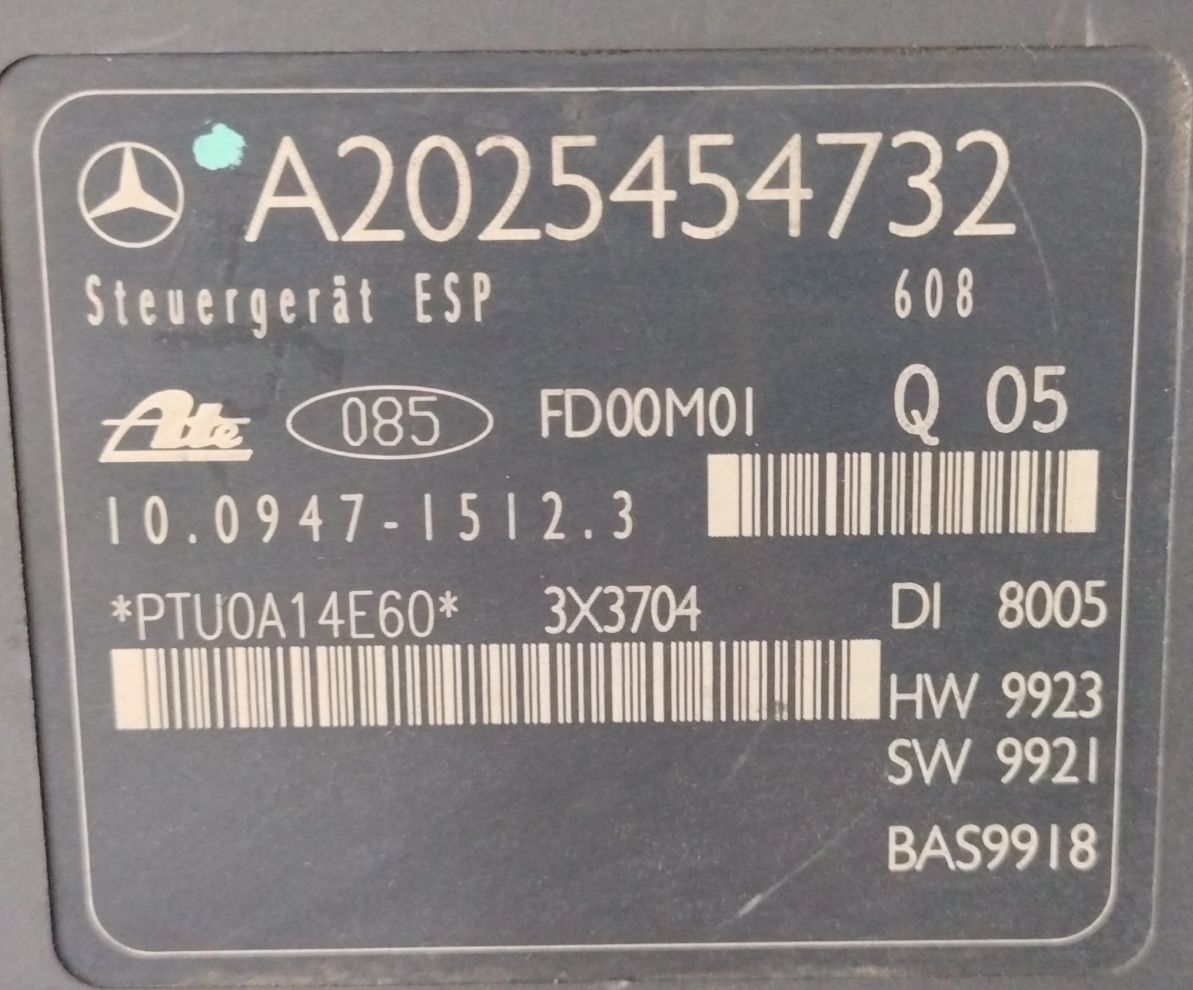 A2025454732
Steuergerät ESP 608
Ate 085 FD00M01 Q 05
10.0947-1512.3
*PTU0A14E60* 3X3704 DI 8005
HW 9923
SW 9921
BAS9918